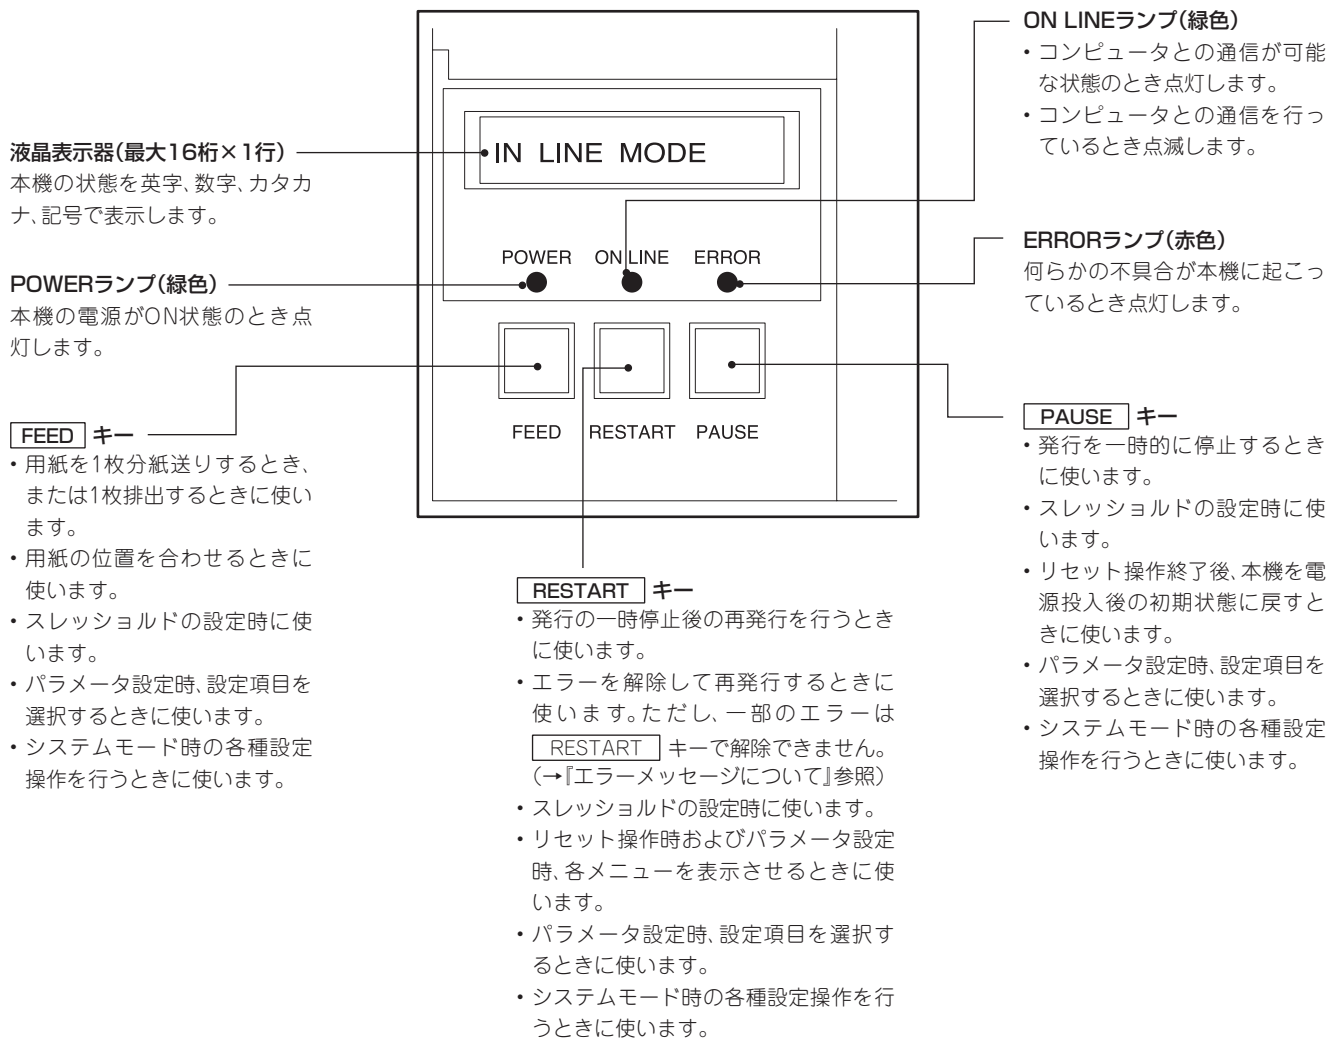 液晶表示器(最大16桁×1行)
本機の状態を英字、数字、カタカ
ナ、記号で表示します。
POWERランプ(緑色)
本機の電源がON状態のとき点
灯します。
FEED キー
・用紙を1枚分紙送りするとき、
または1枚排出するときに使い
ます。
・用紙の位置を合わせるときに
使います。
・スレッショルドの設定時に使
います。
・パラメータ設定時、設定項目を
選択するときに使います。
・システムモード時の各種設定
操作を行うときに使います。
IN LINE MODE
POWER ON LINE ERROR
FEED RESTART PAUSE
RESTART キー
・発行の一時停止後の再発行を行うとき
に使います。
・エラーを解除して再発行するときに
使います。ただし、一部のエラーは
RESTART キーで解除できません。
(→『エラーメッセージについて』参照)
・スレッショルドの設定時に使います。
・リセット操作時およびパラメータ設定
時、各メニューを表示させるときに使
います。
・パラメータ設定時、設定項目を選択す
るときに使います。
・システムモード時の各種設定操作を行
うときに使います。
ON LINEランプ(緑色)
・コンピュータとの通信が可能
な状態のとき点灯します。
・コンピュータとの通信を行っ
ているとき点滅します。
ERRORランプ(赤色)
何らかの不具合が本機に起こっ
ているとき点灯します。
PAUSE キー
・発行を一時的に停止するとき
に使います。
・スレッショルドの設定時に使
います。
・リセット操作終了後、本機を電
源投入後の初期状態に戻すと
きに使います。
・パラメータ設定時、設定項目を
選択するときに使います。
・システムモード時の各種設定
操作を行うときに使います。